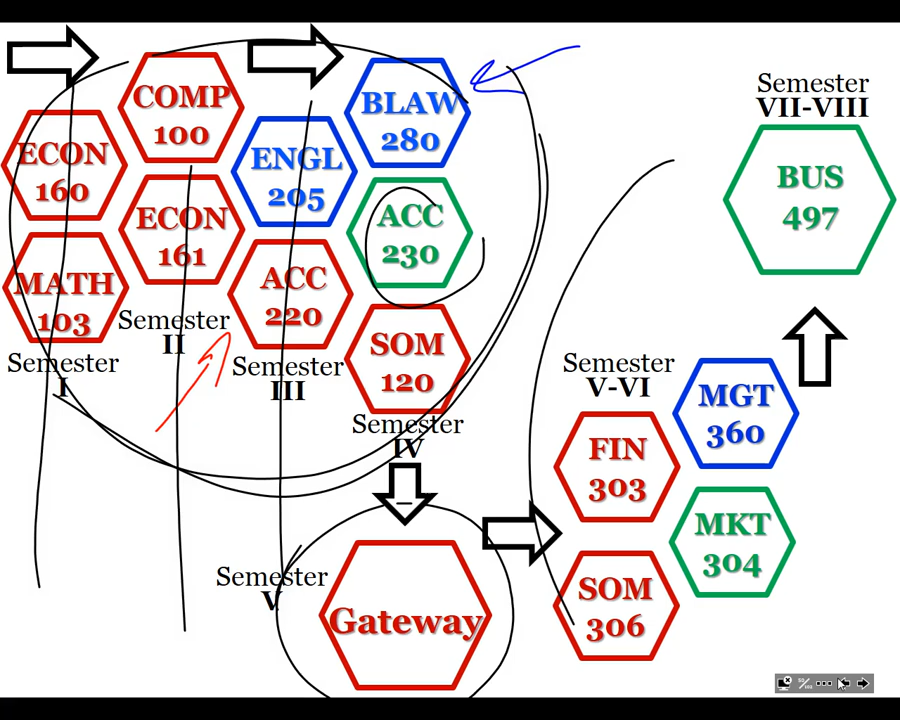 ECON
160
MATH
103
Semester
I
COMP
100
ECON
161
Semester
II
ENGL
205
ACC
220
Semester
III
BLAW
280
ACC
230
SOM
120
Semester
IV
Semester
V
Gateway
Semester
V-VI
FIN
303
SOM
306
MGT
360
MKT
304
Semester
VII-VIII
BUS
497